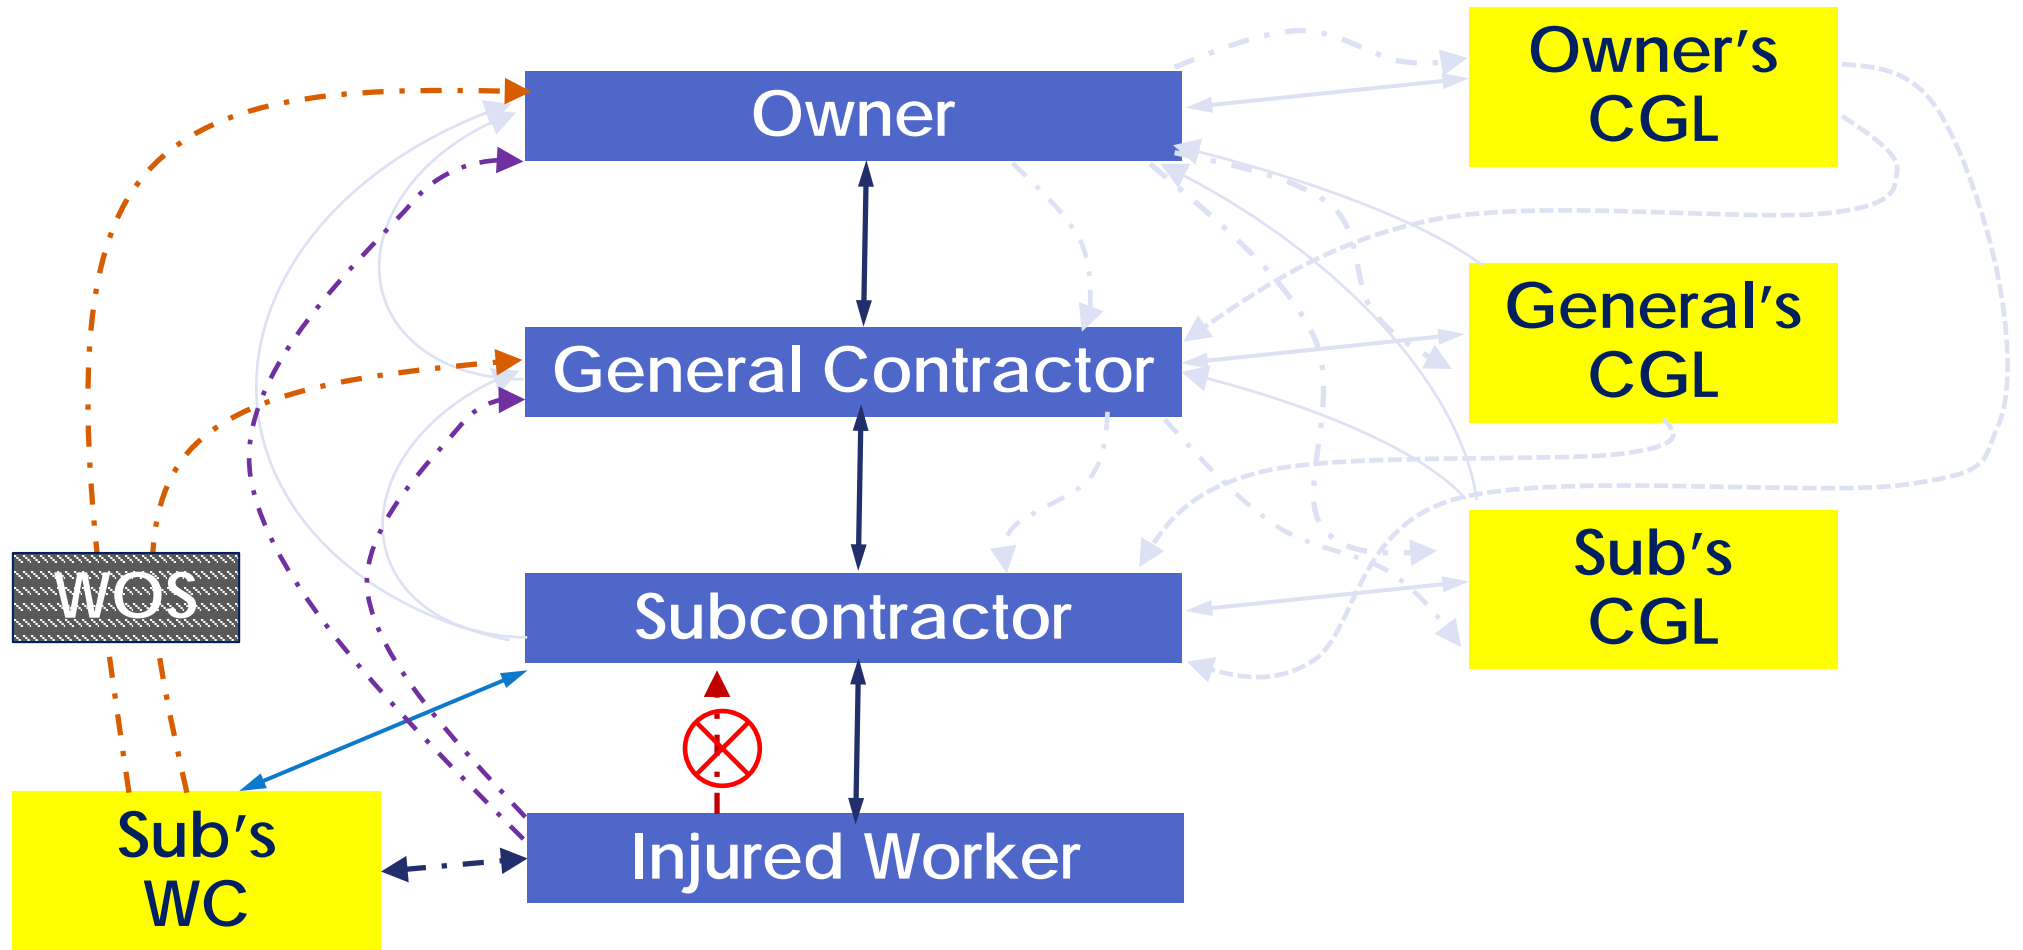 Owner
Owner's
CGL
General Contractor
General's
CGL
WOS
Subcontractor
Sub's
CGL
Sub's
WC
Injured Worker